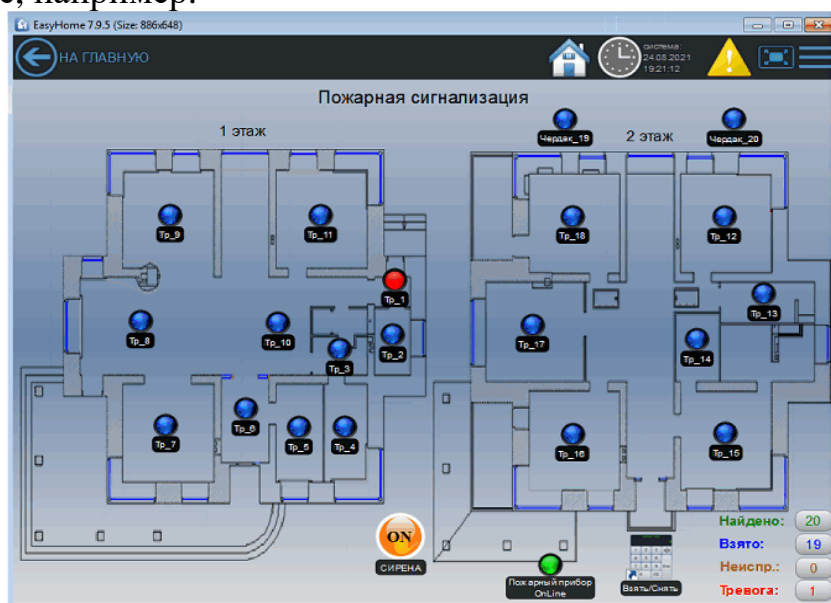 е, например:
EasyHome 7.9.5 (Size: 886x648)
НА ГЛАВНУЮ
система:
24.08.2021
19:21:12
Пожарная сигнализация
1 этаж
2 этаж
Чердак_19
Чердак_20
Тр_9
Тр_11
Тр_18
Тр_12
Тр_1
Тр_13
Тр_8
Тр_10
Тр_2
Тр_3
Тр_17
Тр_14
Тр_7
Тр_6
Тр_5
Тр_4
Тр_16
Тр_15
ON
СИРЕНА
Пожарный прибор
OnLine
Взять/Снять
Найдено: 20
Взято: 19
Неиспр.: 0
Тревога: 1